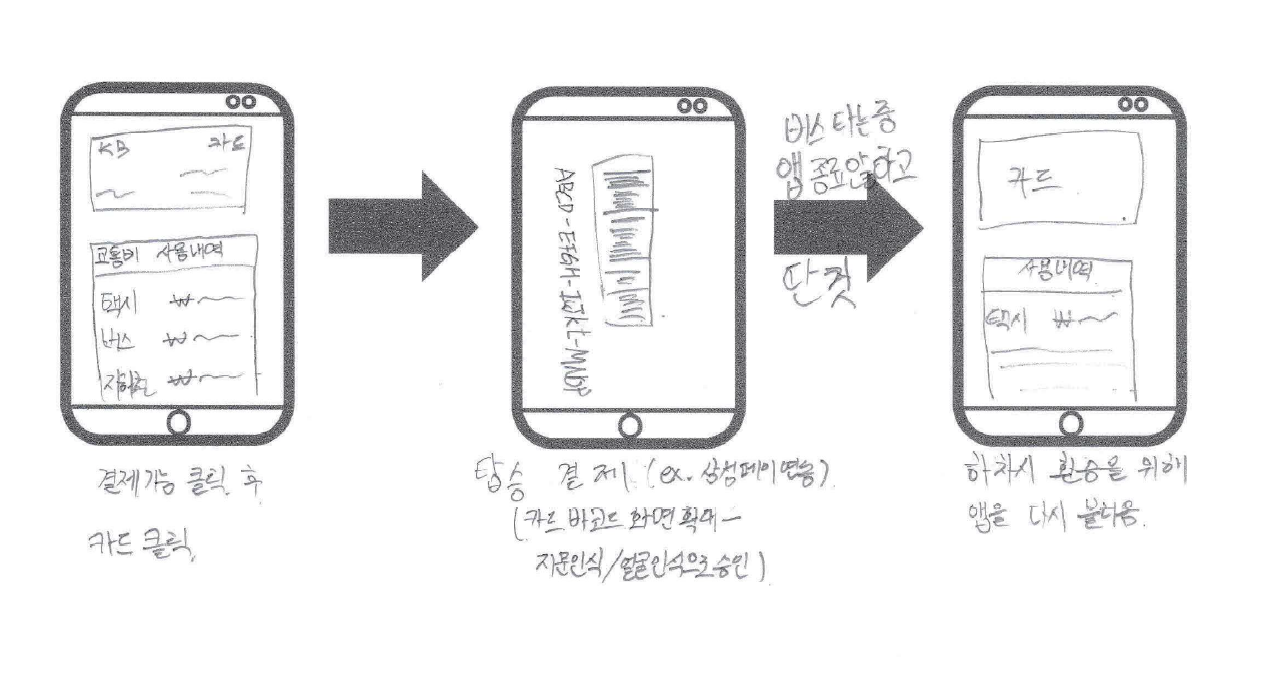 KB 카드
교통비 사용내역
택시 ₩
버스 ₩
지하철 ₩
결제가능 클릭 후
카드 클릭.
ABCD-EFGH-IJKL-MNOP
탑승 결제. (ex. 삼성페이연동)
(카드 바코드 화면 확대 -
지문인식/얼굴인식으로 승인)
버스 타는중
앱 종료안하고
단 컷
카드
사용내역
택시 ₩
하차시 환승을 위해
앱을 다시 불러옴.